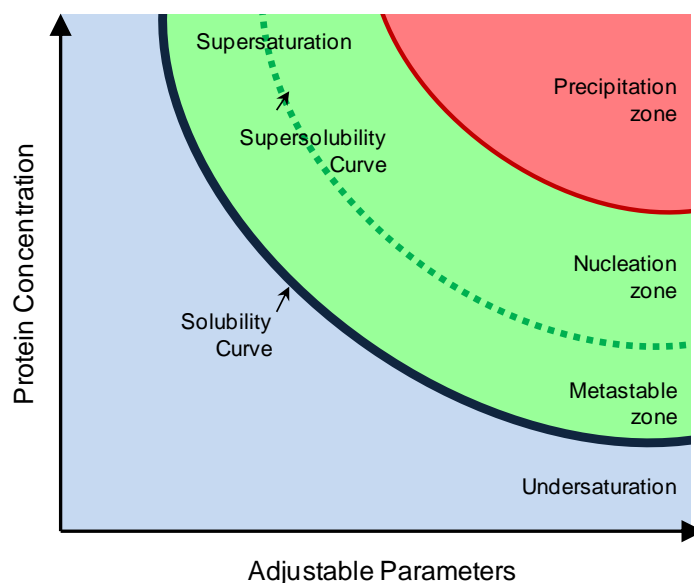 Supersaturation
Precipitation
zone
Supersolubility
Curve
Nucleation
zone
Solubility
Curve
Metastable
zone
Undersaturation
Protein Concentration
Adjustable Parameters